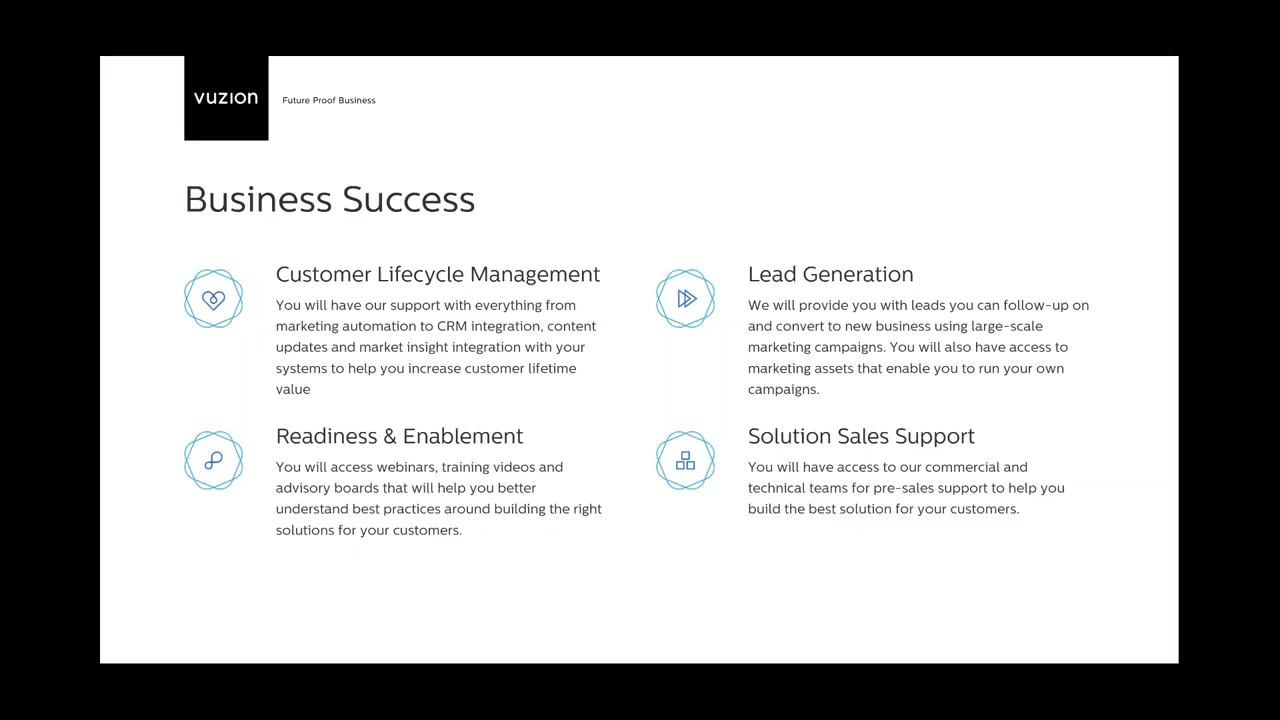 vuzion
Future Proof Business
Business Success
Customer Lifecycle Management
You will have our support with everything from
marketing automation to CRM integration, content
updates and market insight integration with your
systems to help you increase customer lifetime
value
Lead Generation
We will provide you with leads you can follow-up on
and convert to new business using large-scale
marketing campaigns. You will also have access to
marketing assets that enable you to run your own
campaigns.
Readiness & Enablement
You will access webinars, training videos and
advisory boards that will help you better
understand best practices around building the right
solutions for your customers.
Solution Sales Support
You will have access to our commercial and
technical teams for pre-sales support to help you
build the best solution for your customers.